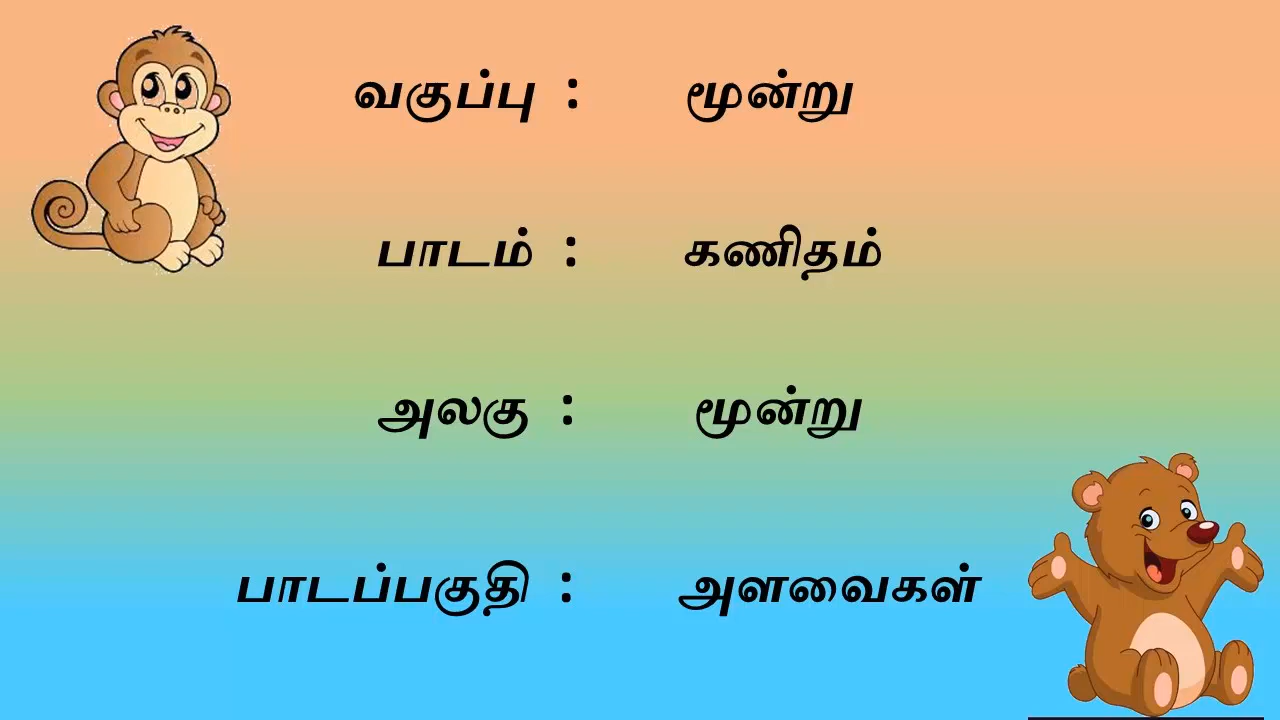 வகுப்பு : மூன்று
பாடம் : கணிதம்
அலகு : மூன்று
பாடப்பகுதி : அளவைகள்